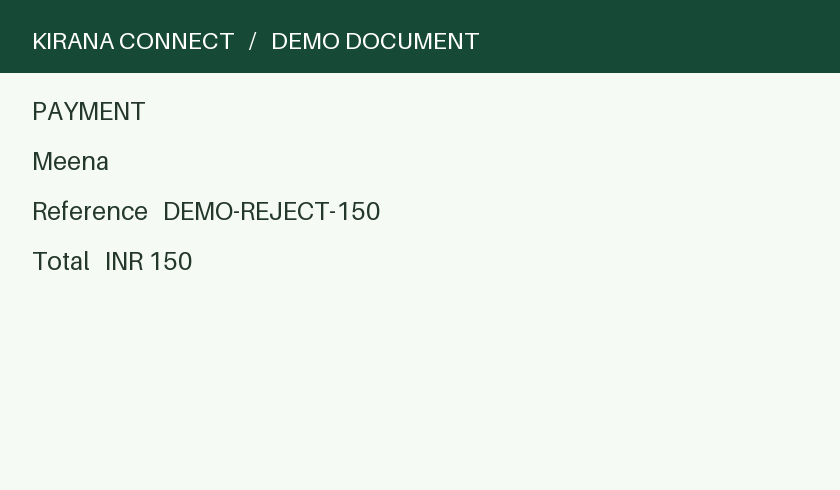 KIRANA CONNECT / DEMO DOCUMENT
PAYMENT
Meena
Reference DEMO-REJECT-150
Total INR 150